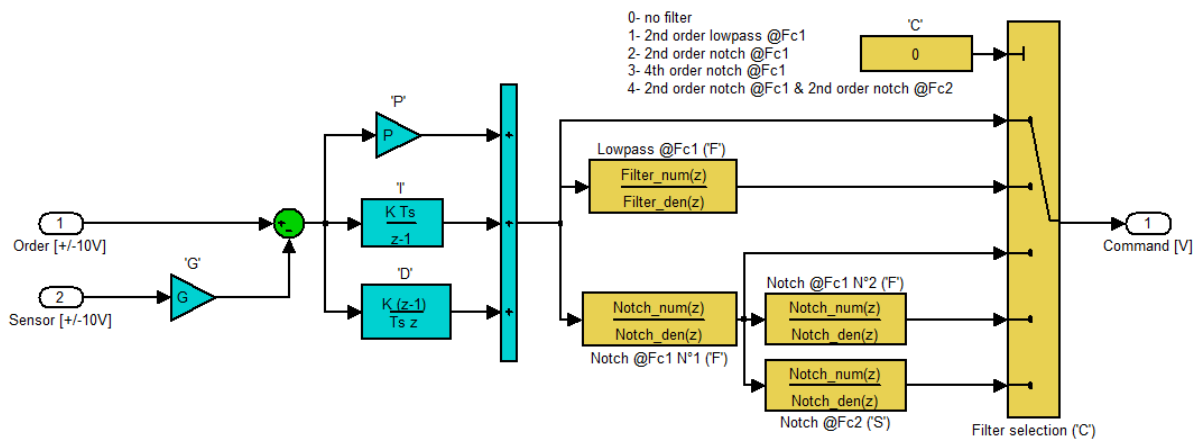 0- no filter
1- 2nd order lowpass @Fc1
2- 2nd order notch @Fc1
3- 4th order notch @Fc1
4- 2nd order notch @Fc1 & 2nd order notch @Fc2
'C'
0
'P'
P
Lowpass @Fc1 ('F')
Filter_num(z)
Filter_den(z)
'I'
K Ts
z-1
1
Order [+/-10V]
+
-
'G'
G
2
Sensor [+/-10V]
'D'
K (z-1)
Ts z
+
+
+
Notch_num(z)
Notch_den(z)
Notch @Fc1 N°1 ('F')
Notch @Fc1 N°2 ('F')
Notch_num(z)
Notch_den(z)
Notch_num(z)
Notch_den(z)
Notch @Fc2 ('S')
1
Command [V]
Filter selection ('C')